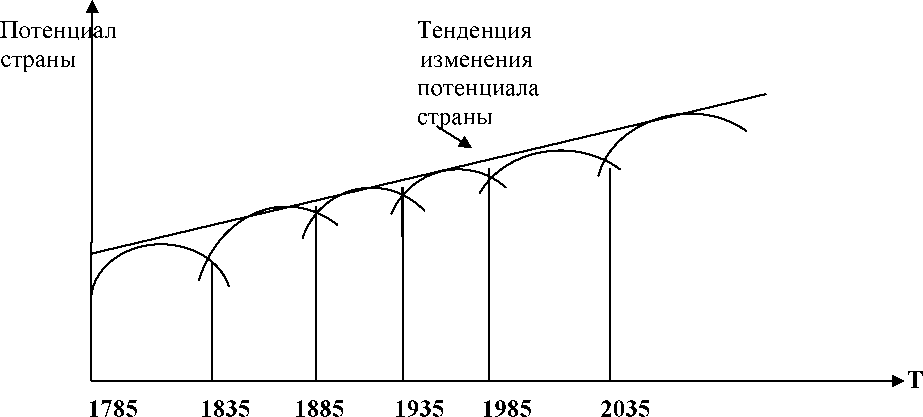 Потенциал
страны
Тенденция
изменения
потенциала
страны
Т
1785 1835 1885 1935 1985 2035